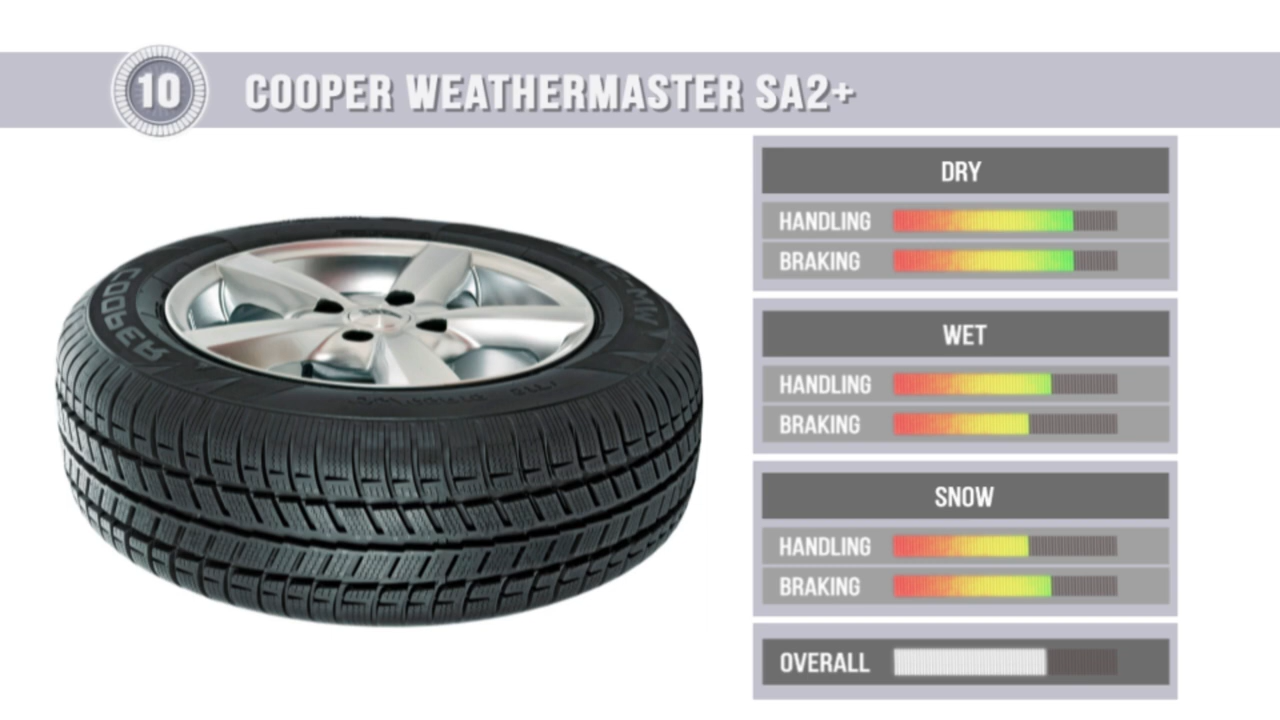 10
COOPER WEATHERMASTER SA2+
DRY
HANDLING
BRAKING
WET
HANDLING
BRAKING
SNOW
HANDLING
BRAKING
OVERALL
COOPER